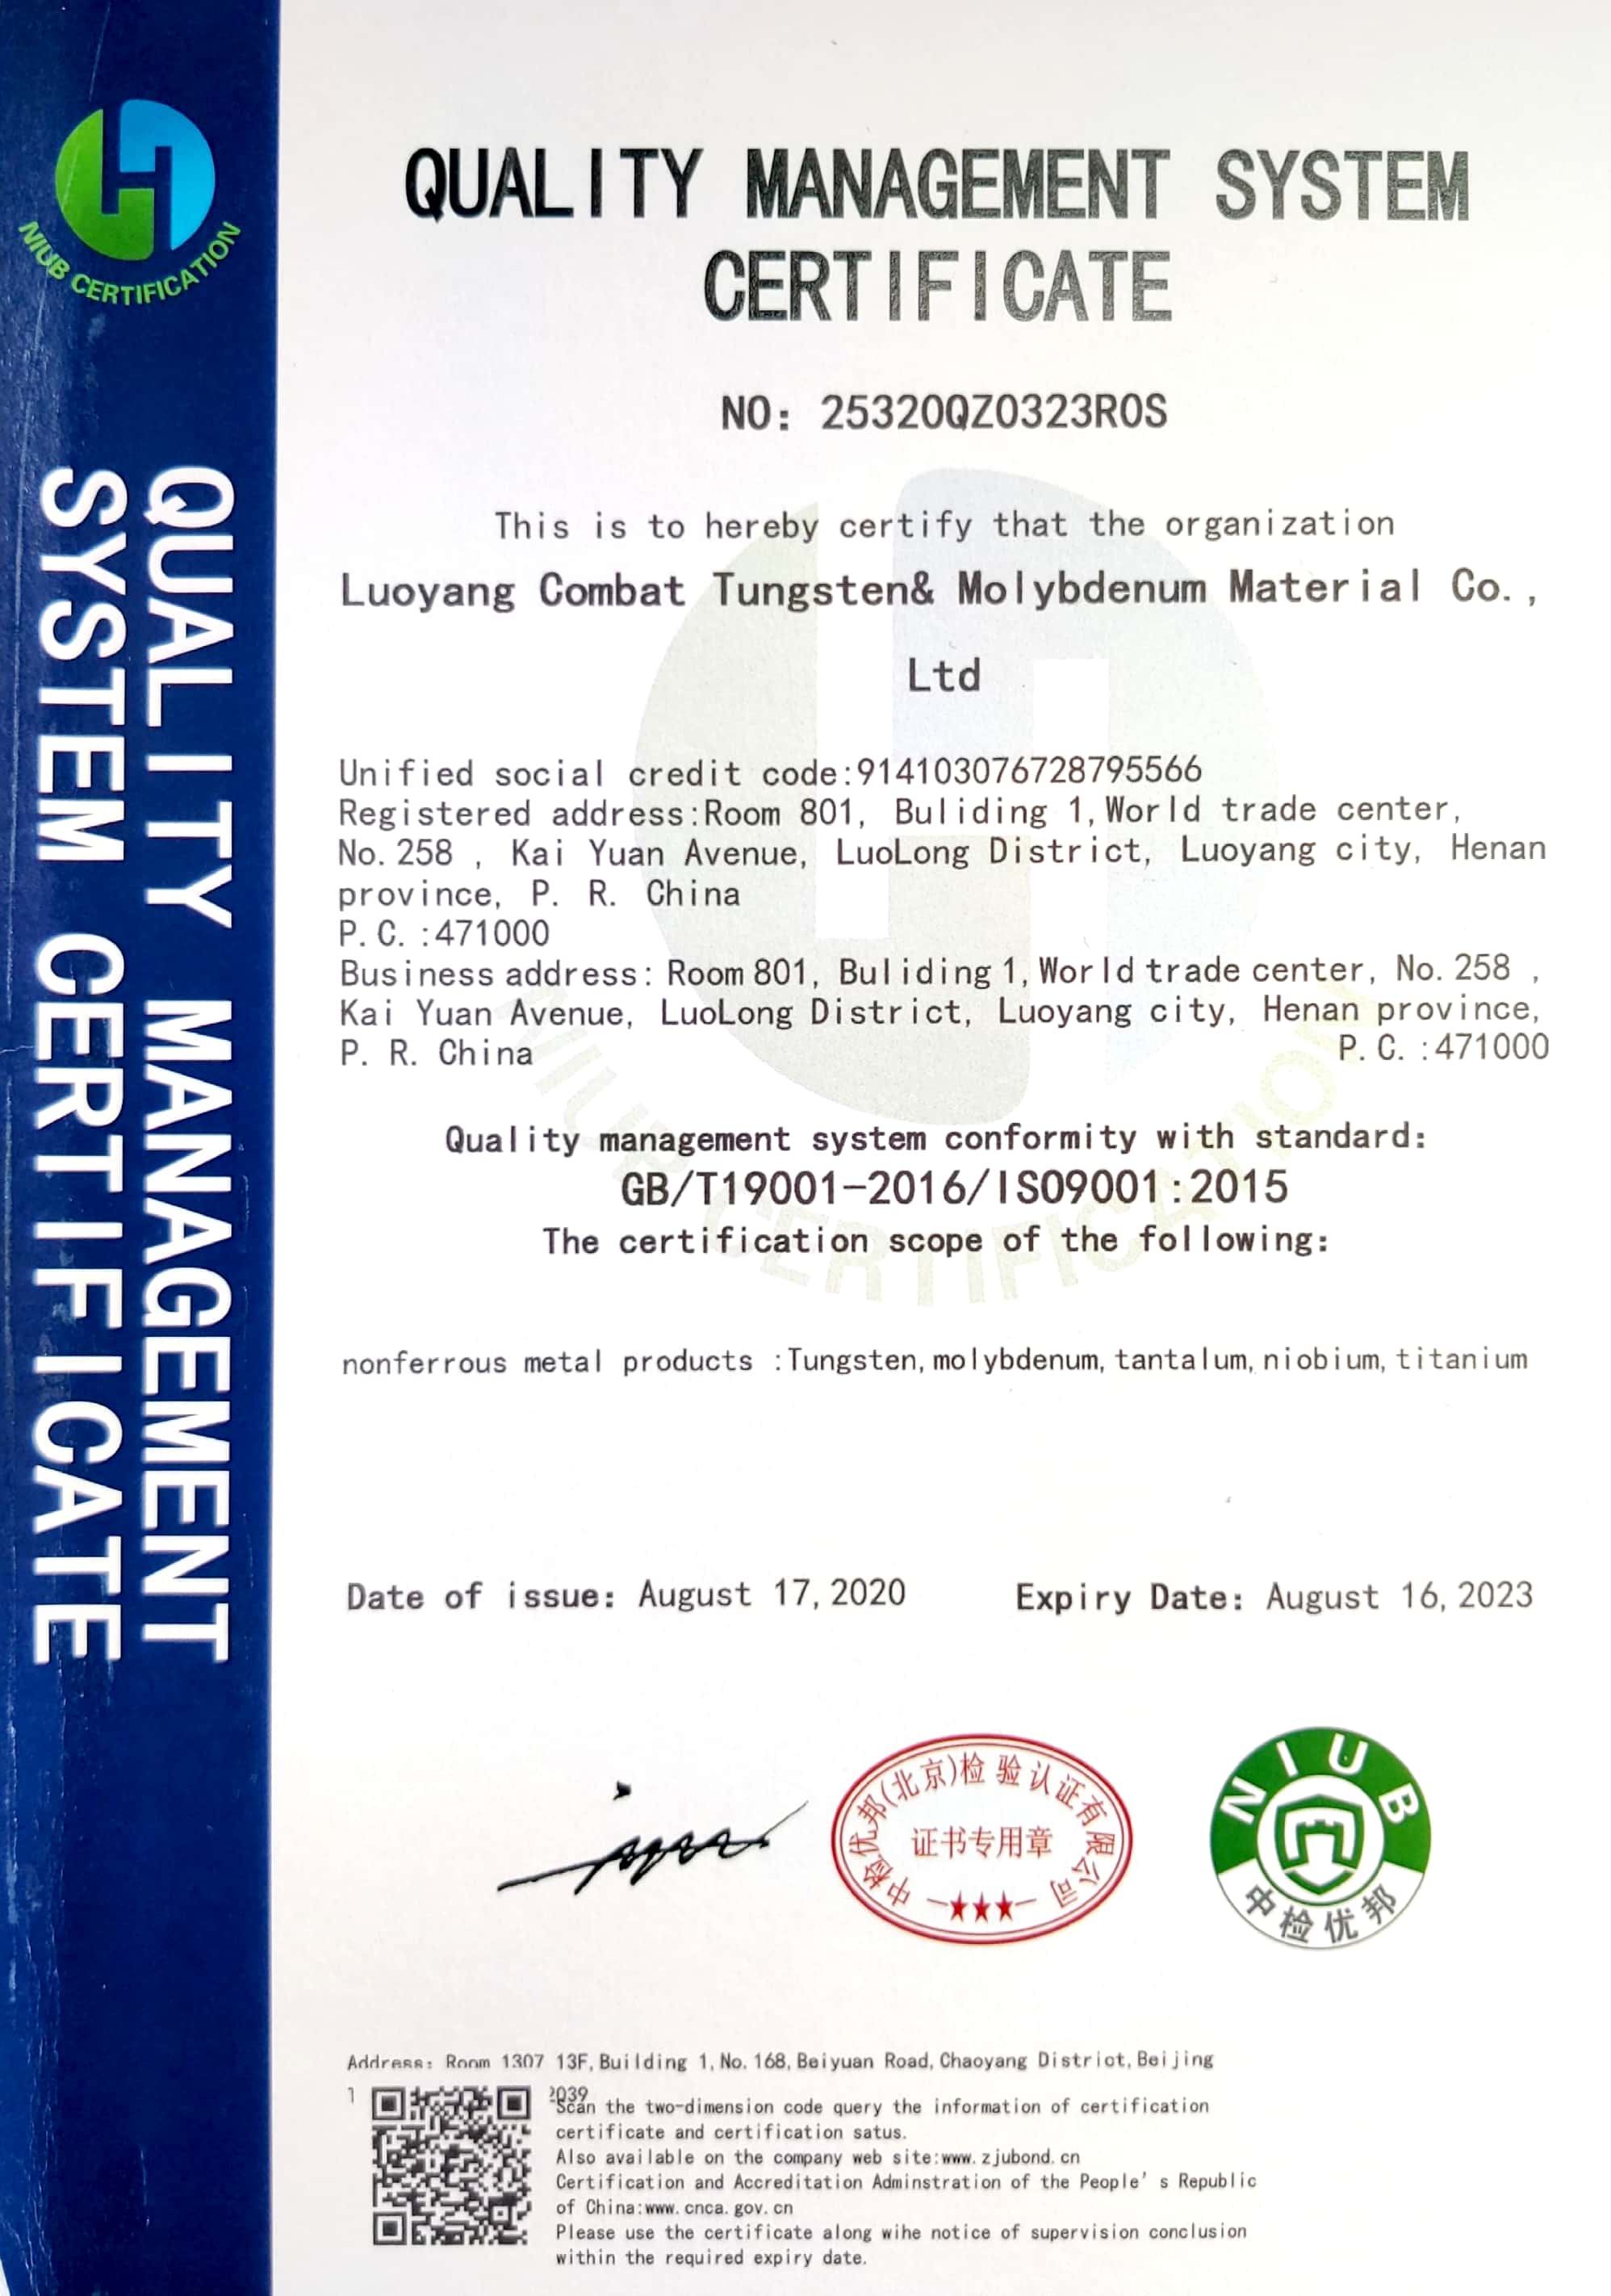 NIUB CERTIFICATION
QUALITY MANAGEMENT
SYSTEM CERTIFICATE
QUALITY MANAGEMENT SYSTEM
CERTIFICATE
NO: 25320QZ0323R0S
This is to hereby certify that the organization
Luoyang Combat Tungsten& Molybdenum Material Co.,
Ltd
Unified social credit code:914103076728795566
Registered address:Room 801, Buliding 1,World trade center,
No.258 , Kai Yuan Avenue, LuoLong District, Luoyang city, Henan
province, P. R. China
P.C. :471000
Business address: Room 801, Buliding 1,World trade center, No.258 ,
Kai Yuan Avenue, LuoLong District, Luoyang city, Henan province,
P. R. China P.C. :471000
Quality management system conformity with standard:
GB/T19001-2016/ISO9001:2015
The certification scope of the following:
nonferrous metal products :Tungsten,molybdenum,tantalum,niobium,titanium
Date of issue: August 17,2020 Expiry Date: August 16,2023
中检优邦(北京)检验认证有限公司
证书专用章
NIUB
中检优邦
Address: Room 1307 13F,Building 1,No.168,Beiyuan Road,Chaoyang District,Beijing
Scan the two-dimension code query the information of certification
certificate and certification satus.
Also available on the company web site:www.zjubond.cn
Certification and Accreditation Adminstration of the People's Republic
of China:www.cnca.gov.cn
Please use the certificate along wihe notice of supervision conclusion
within the required expiry date.